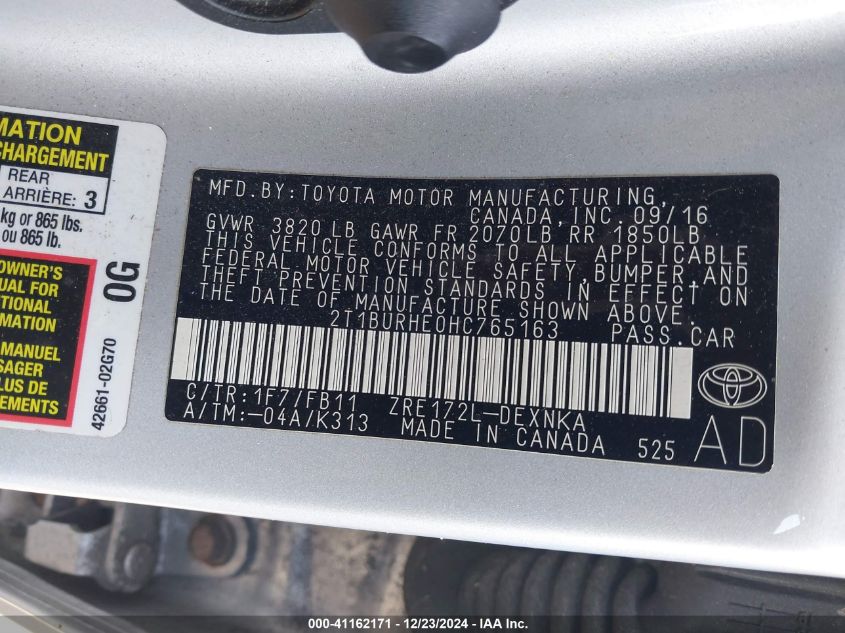 MATION
CHARGEMENT
REAR
ARRIÈRE: 3
kg or 865 lbs.
ou 865 lb.
OWNER'S
UAL FOR
TIONAL
RMATION
MANUEL
SAGER
LUS DE
EMENTS
0G
42661-02G70
MFD.BY:TOYOTA MOTOR MANUFACTURING,
CANADA,INC.09/16
GVWR 3820LB GAWR FR 2070LB RR 1850LB
THIS VEHICLE CONFORMS TO ALL APPLICABLE
FEDERAL MOTOR VEHICLE SAFETY,BUMPER,AND
THEFT PREVENTION STANDARDS IN EFFECT ON
THE DATE OF MANUFACTURE SHOWN ABOVE.
2T1BURHE0HC765163 PASS.CAR
C/TR:1F7/FB11 ZRE172L-DEXNKA
A/TM:-04A/K313 MADE IN CANADA 525
AD
000-41162171 - 12/23/2024 - IAA Inc.